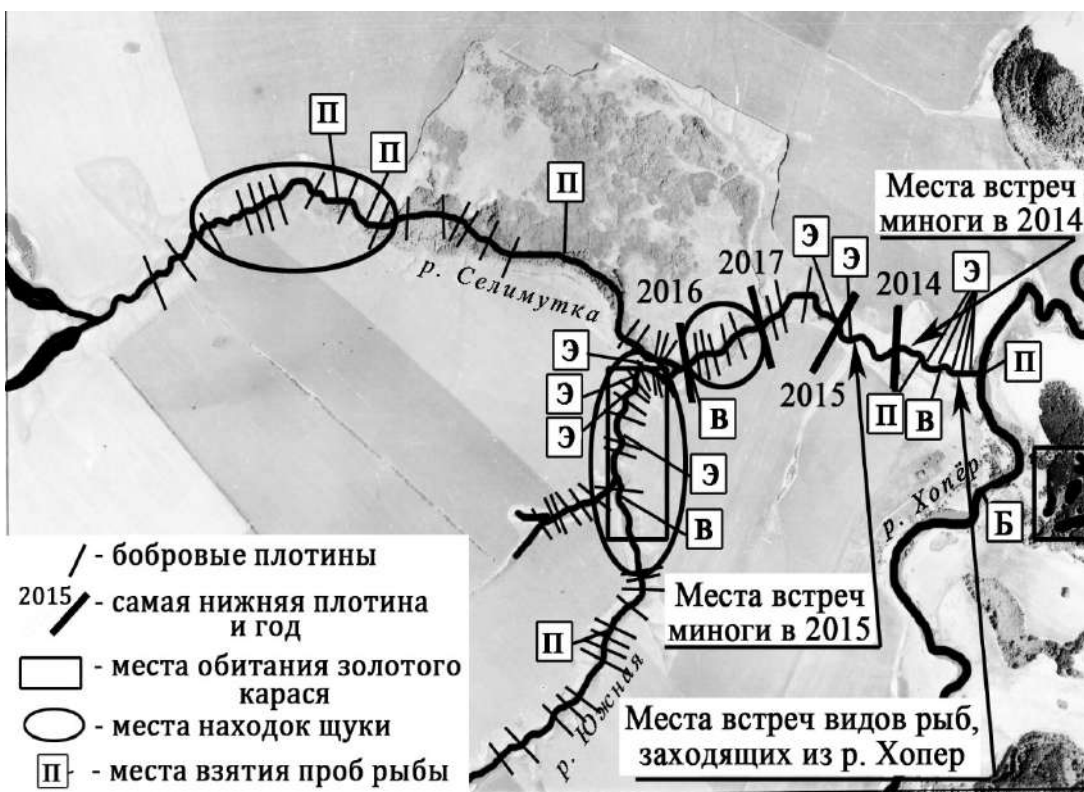 П
П
П
Места встреч
миноги в 2014
р. Селимутка
2016
2017
Э
Э
2014
Э
2015
П
В
П
Э
Э
Э
В
Э
В
р. Хопёр
Б
Места встреч
миноги в 2015
П
р. Южная
Места встреч видов рыб,
заходящих из р. Хопер
- бобровые плотины
2015 - самая нижняя плотина
и год
- места обитания золотого
карася
- места находок щуки
П - места взятия проб рыбы